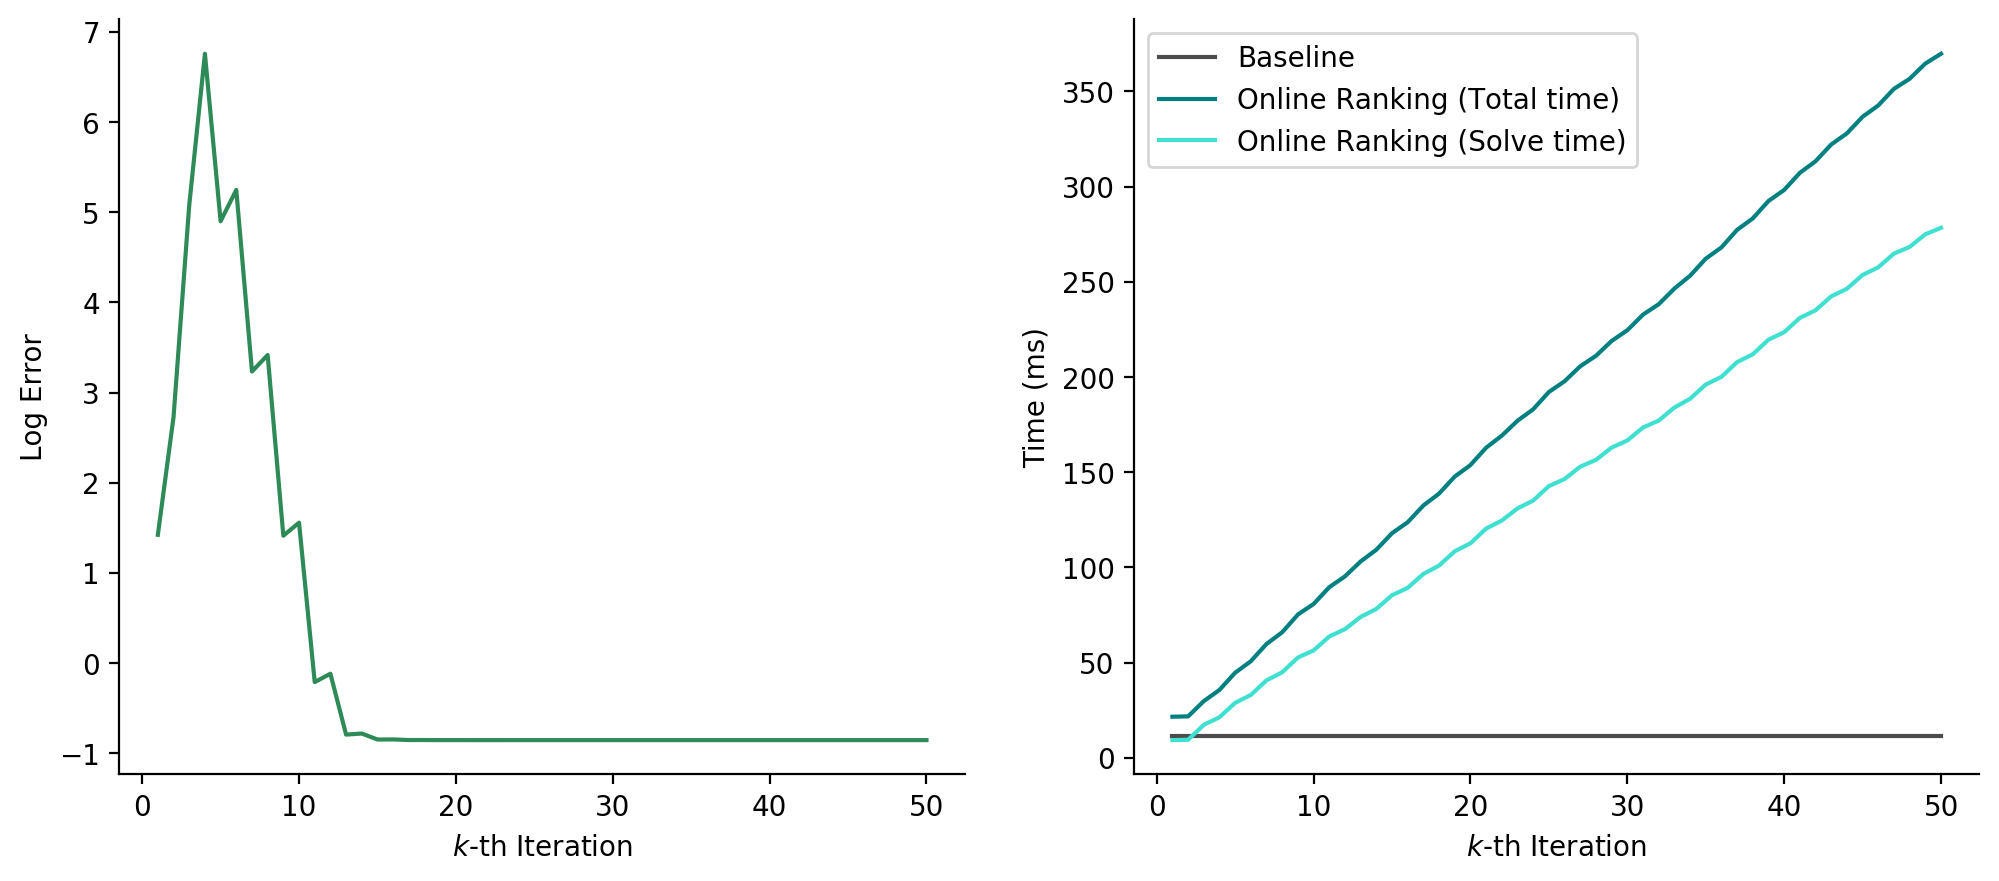 7
6
5
4
3
2
1
0
−1
Log Error
0 10 20 30 40 50
k-th Iteration
Baseline
Online Ranking (Total time)
Online Ranking (Solve time)
350
300
250
200
150
100
50
0
Time (ms)
0 10 20 30 40 50
k-th Iteration